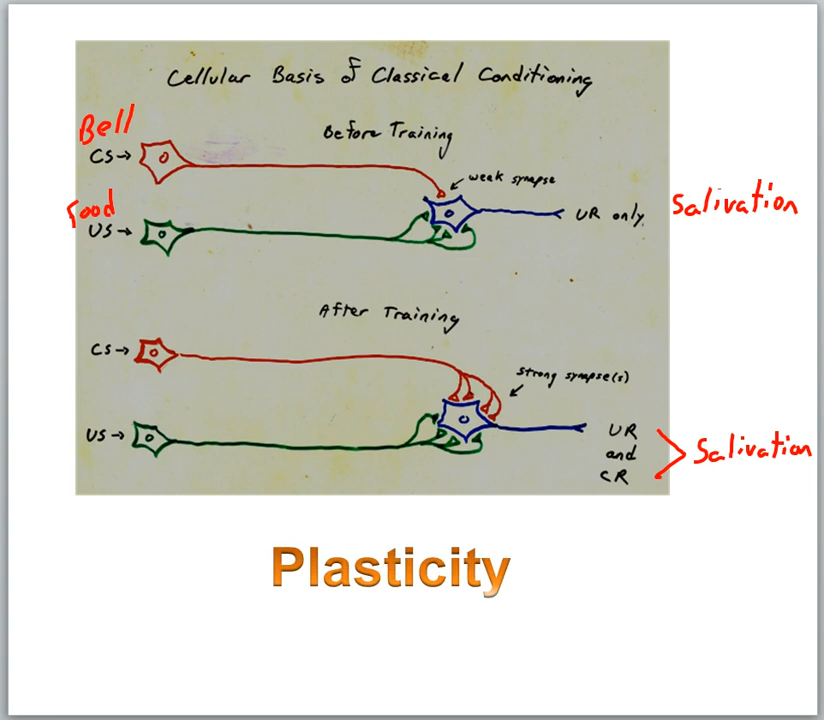 Cellular Basis of Classical Conditioning
Bell
Before Training
CS→
weak synapse
Food
US→
UR only
Salivation
After Training
CS→
strong synapse(s)
US→
UR
and
CR
Salivation
Plasticity